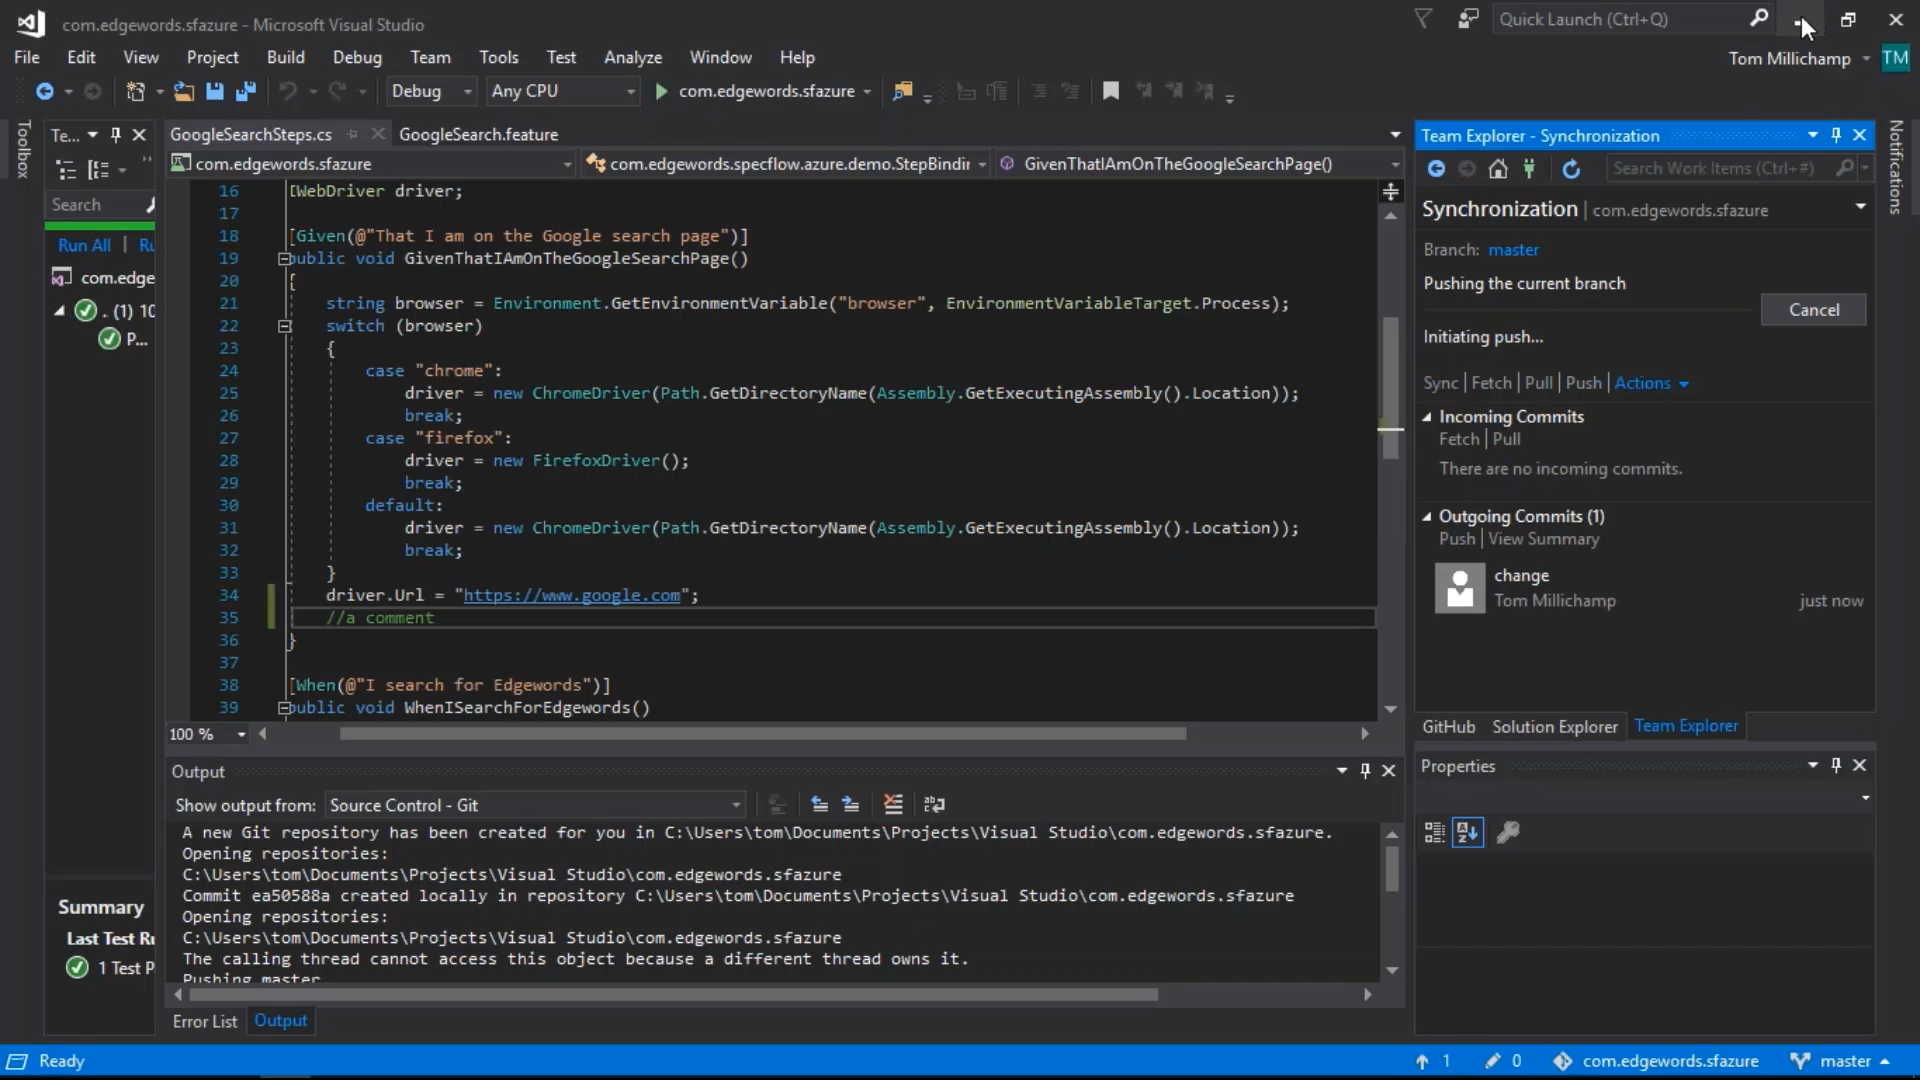 com.edgewords.sfazure - Microsoft Visual Studio
Quick Launch (Ctrl+Q)
File Edit View Project Build Debug Team Tools Test Analyze Window Help
Tom Millichamp TM
Debug Any CPU com.edgewords.sfazure
Toolbox
Te...
Search
Run All | Ru
com.edge
.. (1) 10
P...
Summary
Last Test Ru
1 Test P
GoogleSearchSteps.cs GoogleSearch.feature
com.edgewords.sfazure com.edgewords.specflow.azure.demo.StepBindir GivenThatIAmOnTheGoogleSearchPage()
16 IWebDriver driver;
17
18 [Given(@"That I am on the Google search page")]
19 public void GivenThatIAmOnTheGoogleSearchPage()
20 {
21 string browser = Environment.GetEnvironmentVariable("browser", EnvironmentVariableTarget.Process);
22 switch (browser)
23 {
24 case "chrome":
25 driver = new ChromeDriver(Path.GetDirectoryName(Assembly.GetExecutingAssembly().Location));
26 break;
27 case "firefox":
28 driver = new FirefoxDriver();
29 break;
30 default:
31 driver = new ChromeDriver(Path.GetDirectoryName(Assembly.GetExecutingAssembly().Location));
32 break;
33 }
34 driver.Url = "https://www.google.com";
35 //a comment
36 }
37
38 [When(@"I search for Edgewords")]
39 public void WhenISearchForEdgewords()
100 %
Output
Show output from: Source Control - Git
A new Git repository has been created for you in C:\Users\tom\Documents\Projects\Visual Studio\com.edgewords.sfazure.
Opening repositories:
C:\Users\tom\Documents\Projects\Visual Studio\com.edgewords.sfazure
Commit ea50588a created locally in repository C:\Users\tom\Documents\Projects\Visual Studio\com.edgewords.sfazure
Opening repositories:
C:\Users\tom\Documents\Projects\Visual Studio\com.edgewords.sfazure
The calling thread cannot access this object because a different thread owns it.
Pushing master
Error List Output
Team Explorer - Synchronization
Search Work Items (Ctrl+#)
Synchronization | com.edgewords.sfazure
Branch: master
Pushing the current branch
Cancel
Initiating push...
Sync | Fetch | Pull | Push | Actions
Incoming Commits
Fetch | Pull
There are no incoming commits.
Outgoing Commits (1)
Push | View Summary
change
Tom Millichamp just now
GitHub Solution Explorer Team Explorer
Properties
Notifications
Ready
1 0 com.edgewords.sfazure master